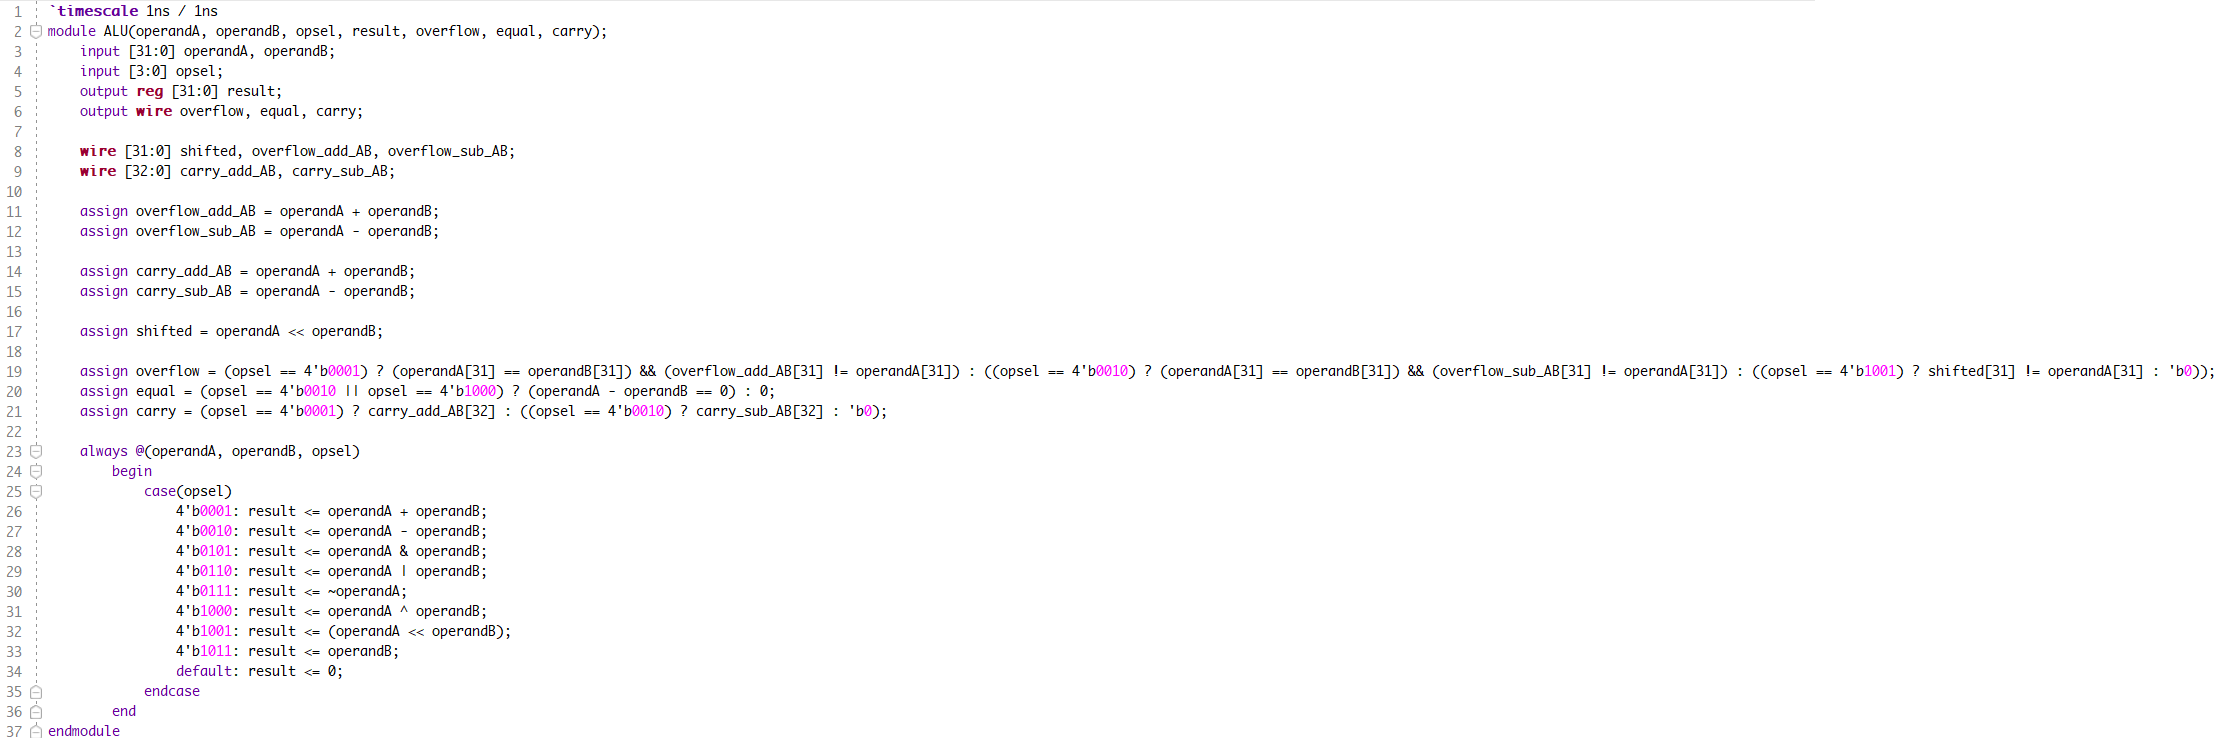 1 `timescale 1ns / 1ns
2 module ALU(operandA, operandB, opsel, result, overflow, equal, carry);
3     input [31:0] operandA, operandB;
4     input [3:0] opsel;
5     output reg [31:0] result;
6     output wire overflow, equal, carry;
7
8     wire [31:0] shifted, overflow_add_AB, overflow_sub_AB;
9     wire [32:0] carry_add_AB, carry_sub_AB;
10
11     assign overflow_add_AB = operandA + operandB;
12     assign overflow_sub_AB = operandA - operandB;
13
14     assign carry_add_AB = operandA + operandB;
15     assign carry_sub_AB = operandA - operandB;
16
17     assign shifted = operandA << operandB;
18
19     assign overflow = (opsel == 4'b0001) ? (operandA[31] == operandB[31]) && (overflow_add_AB[31] != operandA[31]) : ((opsel == 4'b0010) ? (operandA[31] == operandB[31]) && (overflow_sub_AB[31] != operandA[31]) : ((opsel == 4'b1001) ? shifted[31] != operandA[31] : 'b0));
20     assign equal = (opsel == 4'b0010 || opsel == 4'b1000) ? (operandA - operandB == 0) : 0;
21     assign carry = (opsel == 4'b0001) ? carry_add_AB[32] : ((opsel == 4'b0010) ? carry_sub_AB[32] : 'b0);
22
23     always @(operandA, operandB, opsel)
24         begin
25             case(opsel)
26                 4'b0001: result <= operandA + operandB;
27                 4'b0010: result <= operandA - operandB;
28                 4'b0101: result <= operandA & operandB;
29                 4'b0110: result <= operandA | operandB;
30                 4'b0111: result <= ~operandA;
31                 4'b1000: result <= operandA ^ operandB;
32                 4'b1001: result <= (operandA << operandB);
33                 4'b1011: result <= operandB;
34                 default: result <= 0;
35             endcase
36         end
37 endmodule